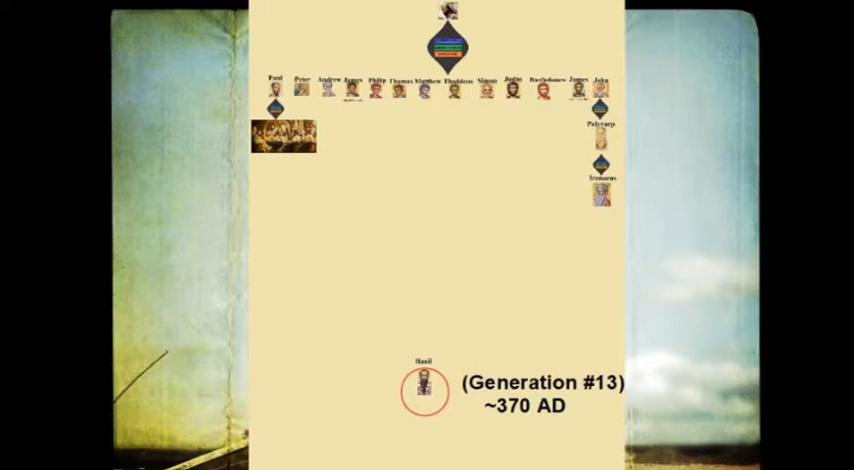 Paul Peter Andrew James Philip Thomas Matthew Thaddeus Simon Judas Bartholomew James John
Polycarp
Irenaeus
Basil
(Generation #13)
~370 AD